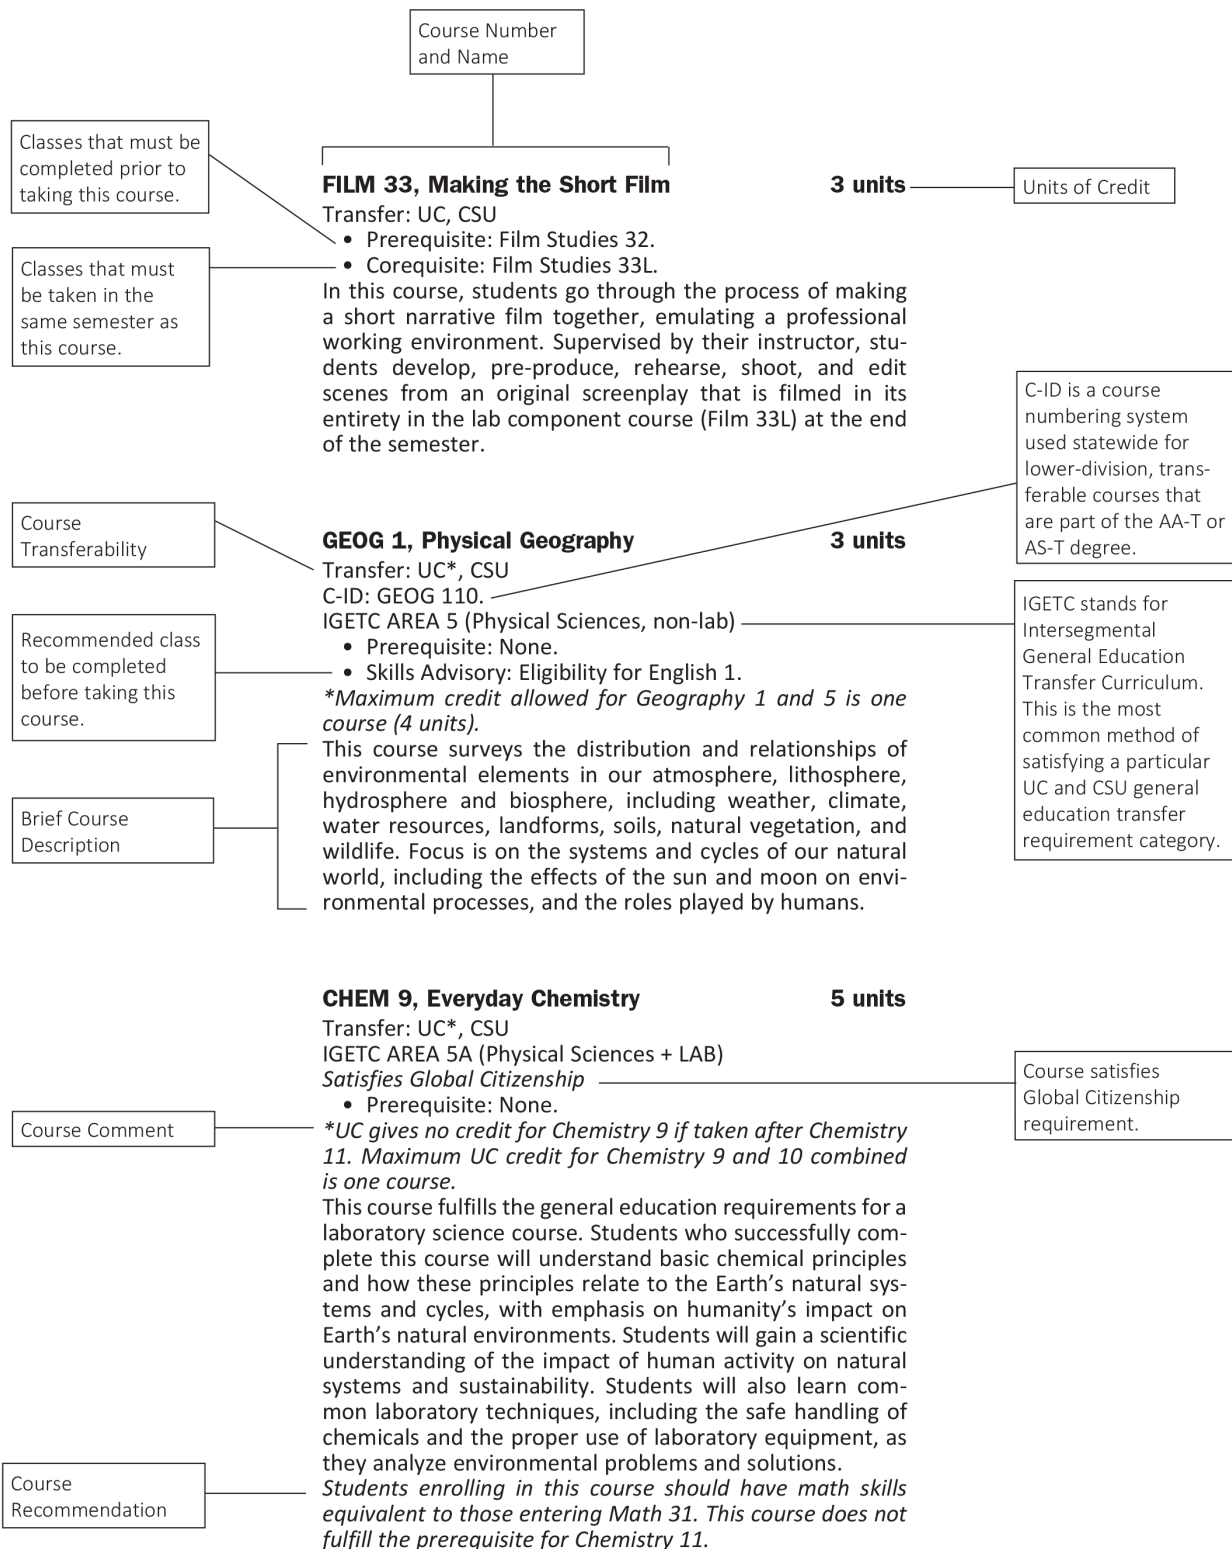 Course Number
and Name
Classes that must be
completed prior to
taking this course.
FILM 33, Making the Short Film 3 units
Units of Credit
Transfer: UC, CSU
• Prerequisite: Film Studies 32.
• Corequisite: Film Studies 33L.
Classes that must
be taken in the
same semester as
this course.
In this course, students go through the process of making
a short narrative film together, emulating a professional
working environment. Supervised by their instructor, stu-
dents develop, pre-produce, rehearse, shoot, and edit
scenes from an original screenplay that is filmed in its
entirety in the lab component course (Film 33L) at the end
of the semester.
C-ID is a course
numbering system
used statewide for
lower-division, trans-
ferable courses that
are part of the AA-T or
AS-T degree.
Course
Transferability
GEOG 1, Physical Geography 3 units
Transfer: UC*, CSU
C-ID: GEOG 110.
IGETC AREA 5 (Physical Sciences, non-lab)
• Prerequisite: None.
• Skills Advisory: Eligibility for English 1.
*Maximum credit allowed for Geography 1 and 5 is one
course (4 units).
IGETC stands for
Intersegmental
General Education
Transfer Curriculum.
This is the most
common method of
satisfying a particular
UC and CSU general
education transfer
requirement category.
Recommended class
to be completed
before taking this
course.
Brief Course
Description
This course surveys the distribution and relationships of
environmental elements in our atmosphere, lithosphere,
hydrosphere and biosphere, including weather, climate,
water resources, landforms, soils, natural vegetation, and
wildlife. Focus is on the systems and cycles of our natural
world, including the effects of the sun and moon on envi-
ronmental processes, and the roles played by humans.
CHEM 9, Everyday Chemistry 5 units
Transfer: UC*, CSU
IGETC AREA 5A (Physical Sciences + LAB)
Satisfies Global Citizenship
• Prerequisite: None.
Course satisfies
Global Citizenship
requirement.
Course Comment
*UC gives no credit for Chemistry 9 if taken after Chemistry
11. Maximum UC credit for Chemistry 9 and 10 combined
is one course.
This course fulfills the general education requirements for a
laboratory science course. Students who successfully com-
plete this course will understand basic chemical principles
and how these principles relate to the Earth's natural sys-
tems and cycles, with emphasis on humanity's impact on
Earth's natural environments. Students will gain a scientific
understanding of the impact of human activity on natural
systems and sustainability. Students will also learn com-
mon laboratory techniques, including the safe handling of
chemicals and the proper use of laboratory equipment, as
they analyze environmental problems and solutions.
Course
Recommendation
Students enrolling in this course should have math skills
equivalent to those entering Math 31. This course does not
fulfill the prerequisite for Chemistry 11.